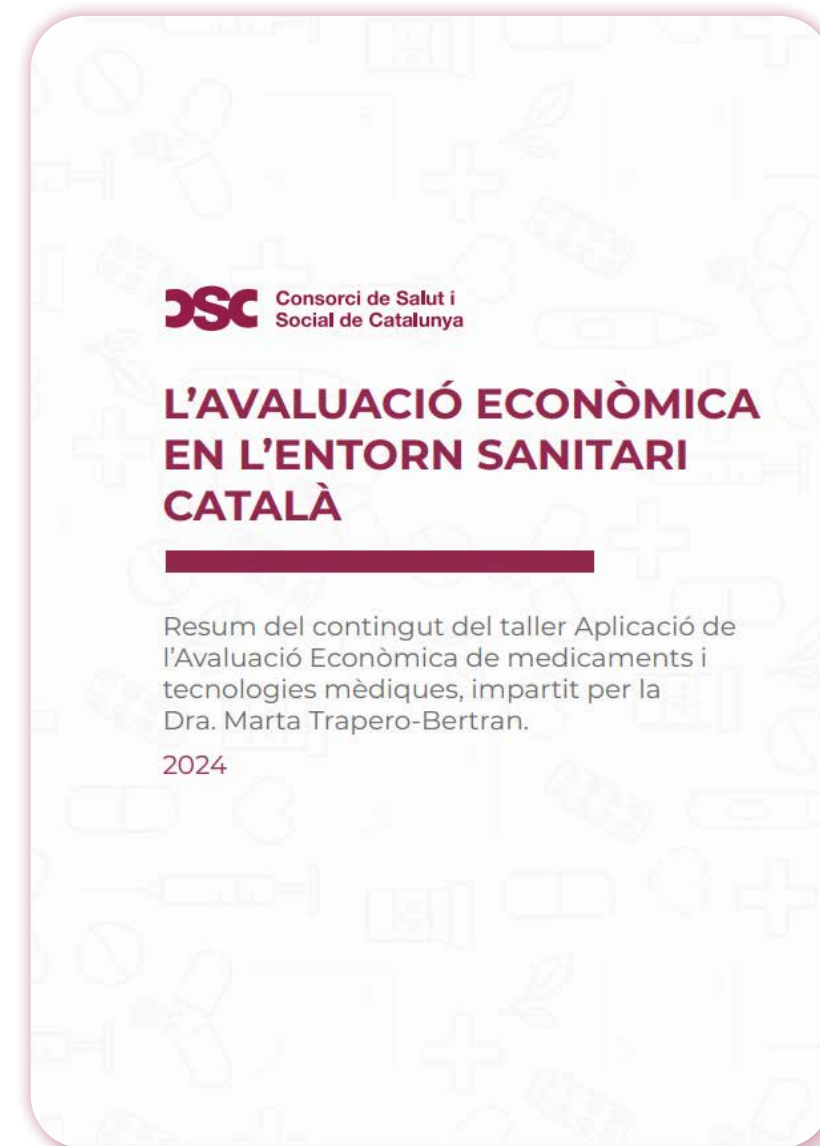 CSC Consorci de Salut i
Social de Catalunya
L'AVALUACIÓ ECONÒMICA
EN L'ENTORN SANITARI
CATALÀ
Resum del contingut del taller Aplicació de
l'Avaluació Econòmica de medicaments i
tecnologies mèdiques, impartit per la
Dra. Marta Trapero-Bertran.
2024